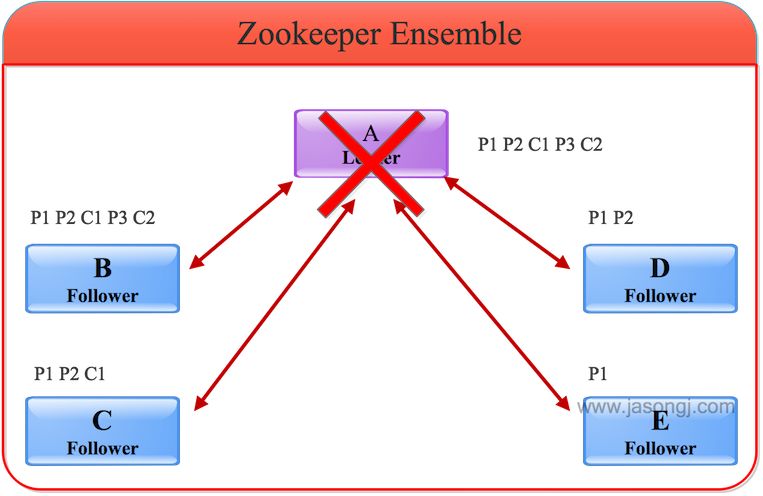 Zookeeper Ensemble
A
Leader
P1 P2 C1 P3 C2
P1 P2 C1 P3 C2
B
Follower
P1 P2
D
Follower
P1 P2 C1
C
Follower
P1
www.jasongj.com
E
Follower